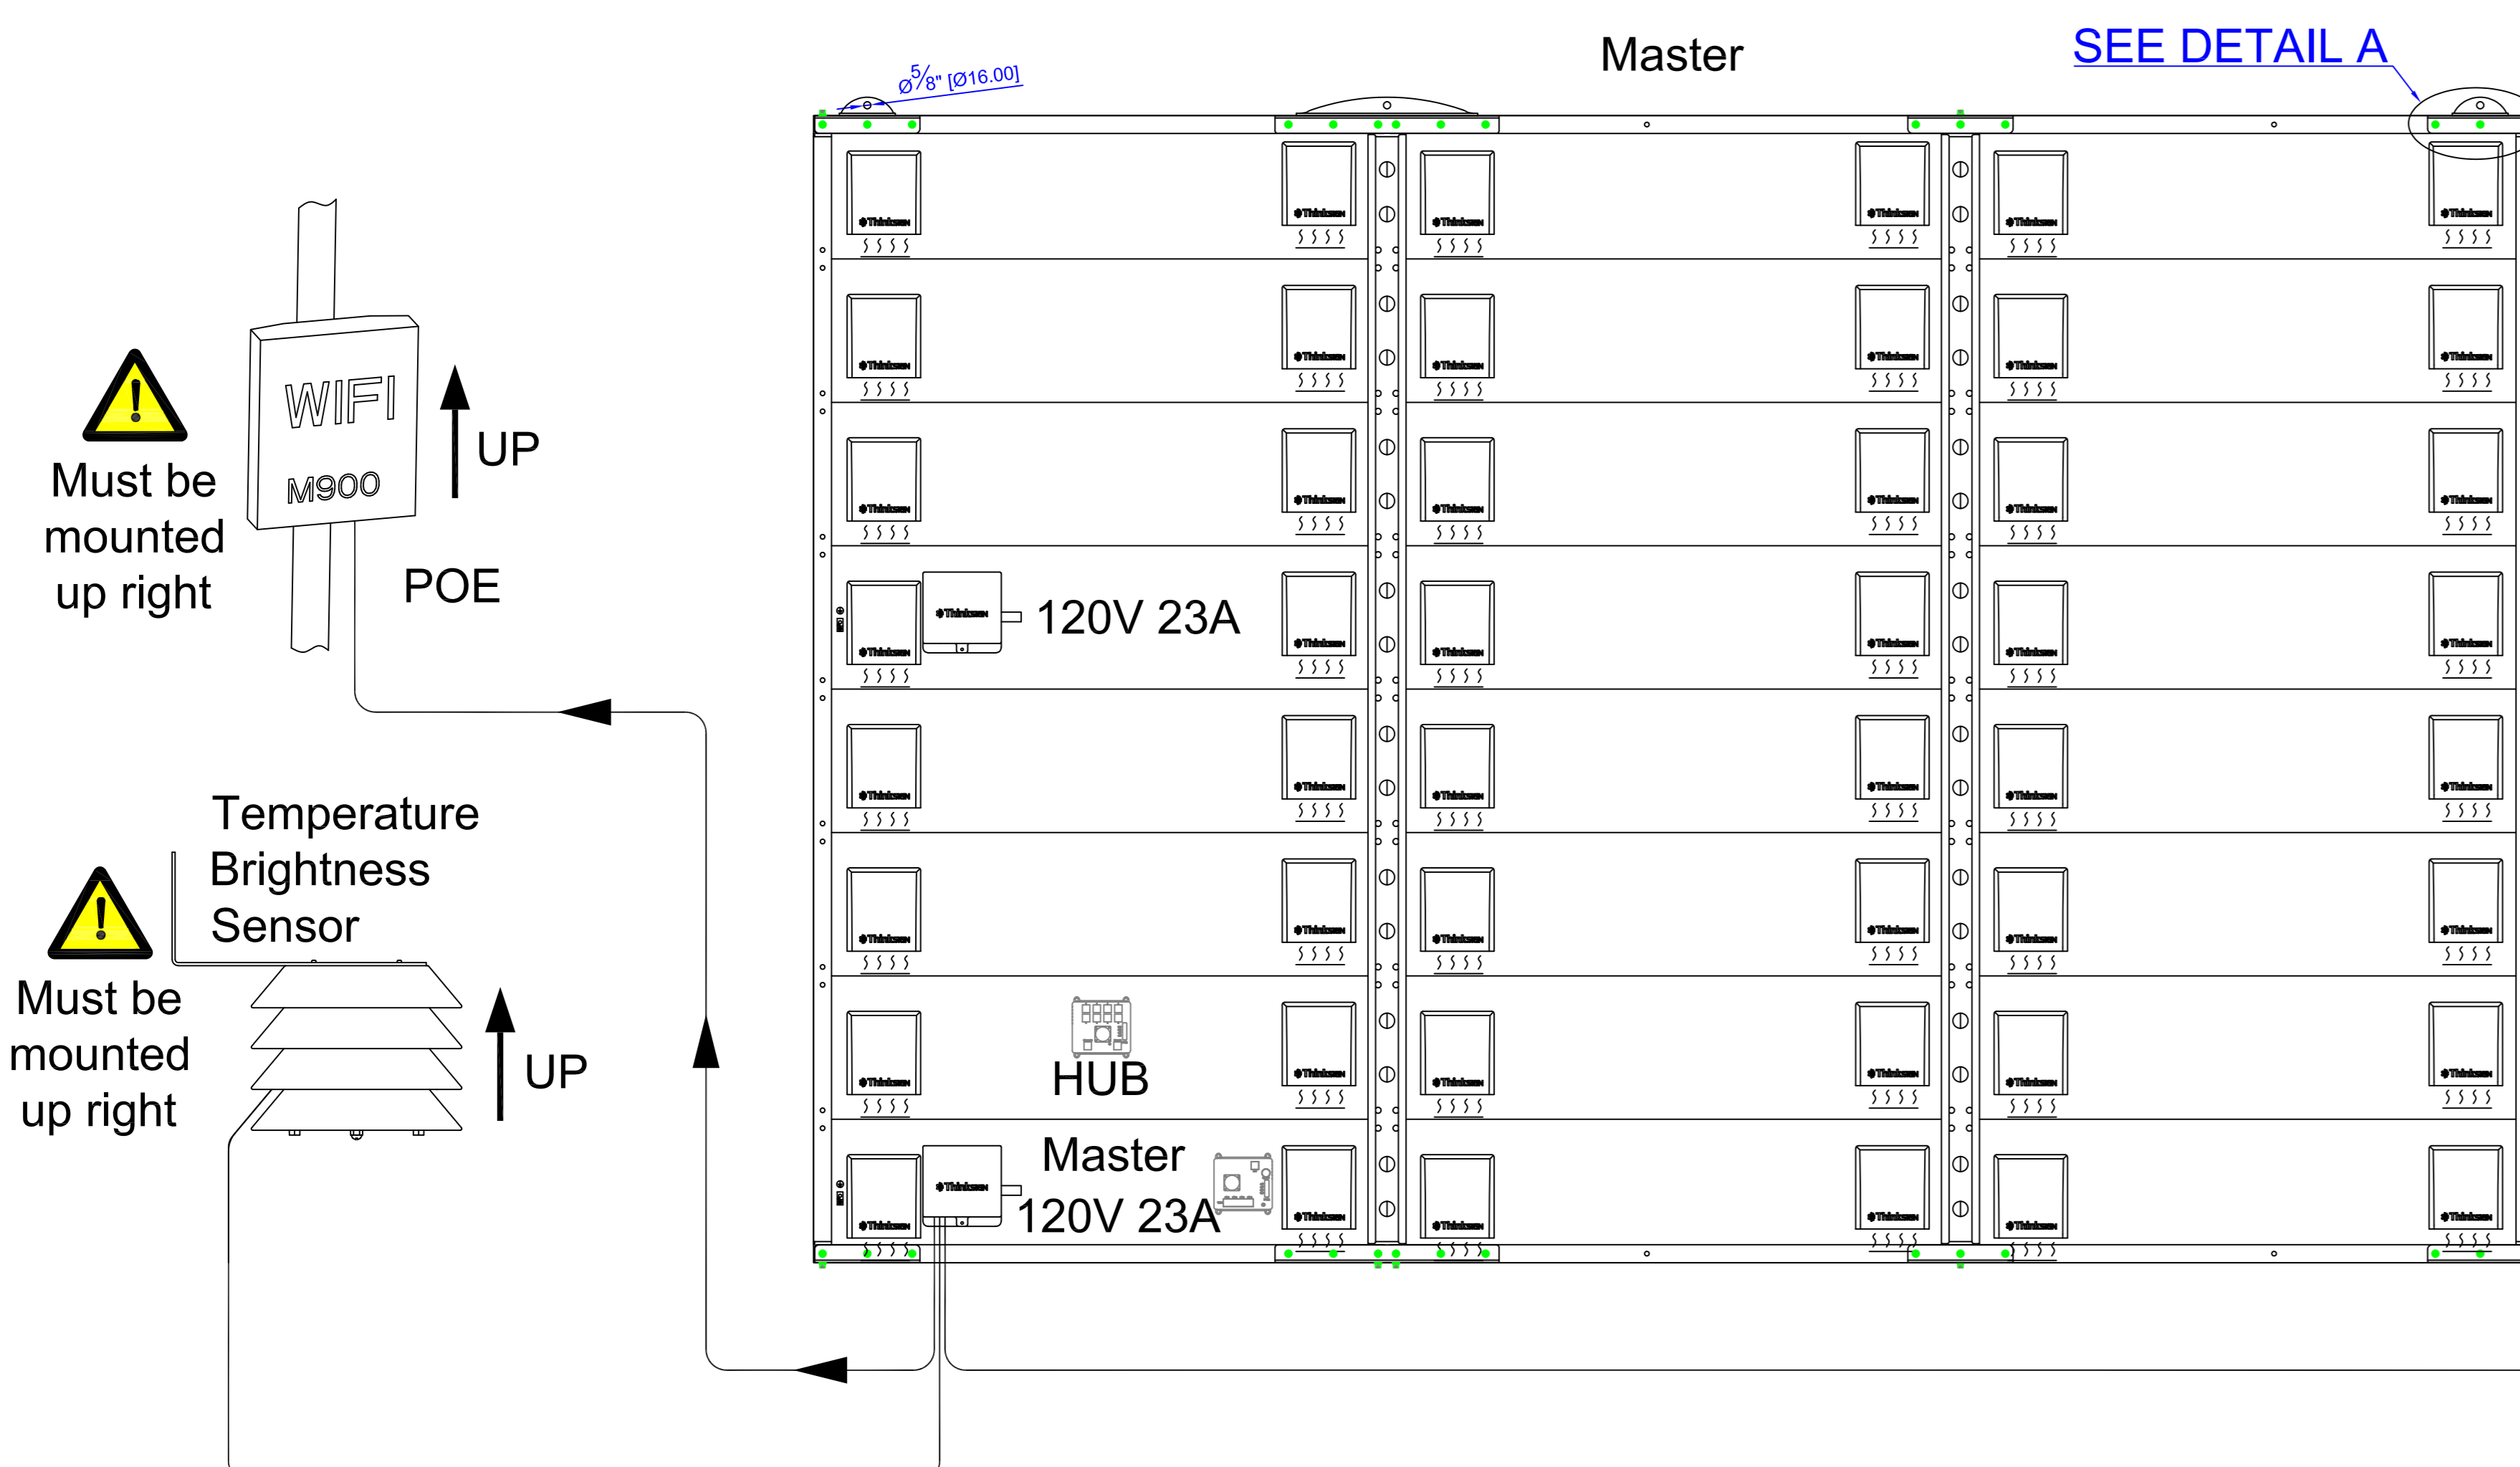 Master
SEE DETAIL A
Ø5/8" [Ø16.00]
WIFI
M900
UP
Must be
mounted
up right
POE
120V 23A
Temperature
Brightness
Sensor
Must be
mounted
up right
UP
HUB
Master
120V 23A
Thinksign